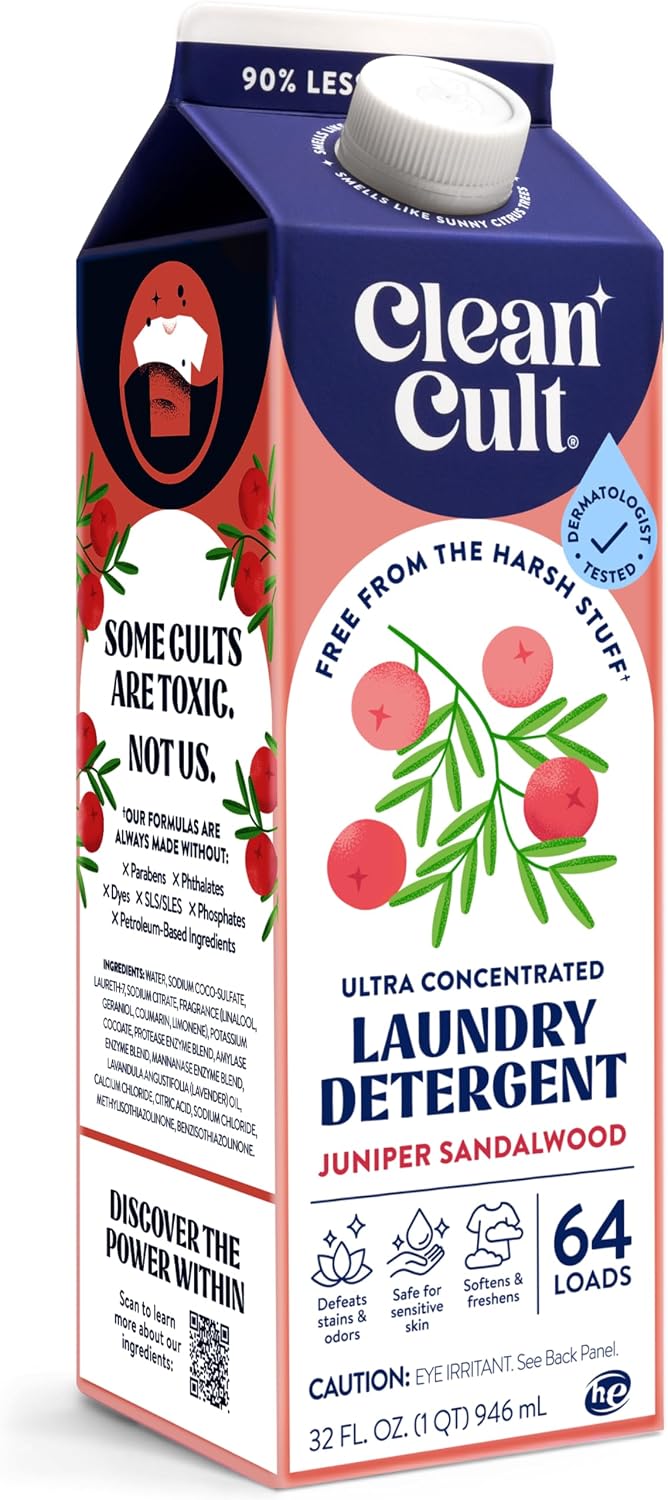 90% LES
SMELLS LIKE
SMELLS LIKE SUNNY CITRUS TREES
Clean
Cult®
DERMATOLOGIST
TESTED
FREE FROM THE HARSH STUFF†
ULTRA CONCENTRATED
LAUNDRY
DETERGENT
JUNIPER SANDALWOOD
Defeats
stains &
odors
Safe for
sensitive
skin
Softens &
freshens
64
LOADS
CAUTION: EYE IRRITANT. See Back Panel.
32 FL. OZ. (1 QT) 946 mL
he
SOME CULTS
ARE TOXIC.
NOT US.
†OUR FORMULAS ARE
ALWAYS MADE WITHOUT:
X Parabens X Phthalates
X Dyes X SLS/SLES X Phosphates
X Petroleum-Based Ingredients
INGREDIENTS: WATER, SODIUM COCO-SULFATE,
LAURETH-7, SODIUM CITRATE, FRAGRANCE (LINALOOL,
GERANIOL, COUMARIN, LIMONENE), POTASSIUM
COCOATE, PROTEASE ENZYME BLEND, AMYLASE
ENZYME BLEND, MANNANASE ENZYME BLEND,
LAVANDULA ANGUSTIFOLIA (LAVENDER) OIL,
CALCIUM CHLORIDE, CITRIC ACID, SODIUM CHLORIDE,
METHYLISOTHIAZOLINONE, BENZISOTHIAZOLINONE.
DISCOVER THE
POWER WITHIN
Scan to learn
more about our
ingredients: